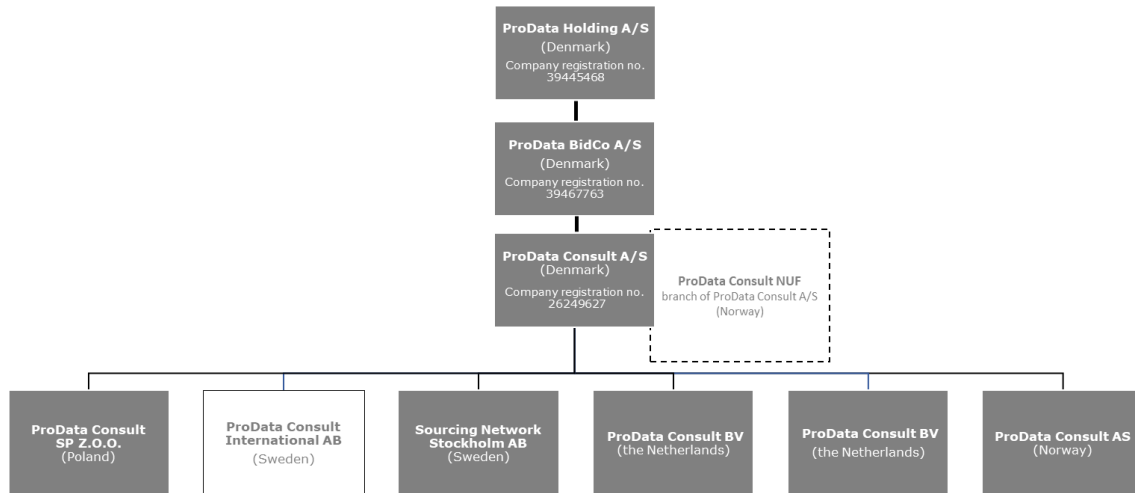 ProData Holding A/S
(Denmark)
Company registration no.
39445468
ProData BidCo A/S
(Denmark)
Company registration no.
39467763
ProData Consult A/S
(Denmark)
Company registration no.
26249627
ProData Consult NUF
branch of ProData Consult A/S
(Norway)
ProData Consult
SP Z.O.O.
(Poland)
ProData Consult
International AB
(Sweden)
Sourcing Network
Stockholm AB
(Sweden)
ProData Consult BV
(the Netherlands)
ProData Consult BV
(the Netherlands)
ProData Consult AS
(Norway)